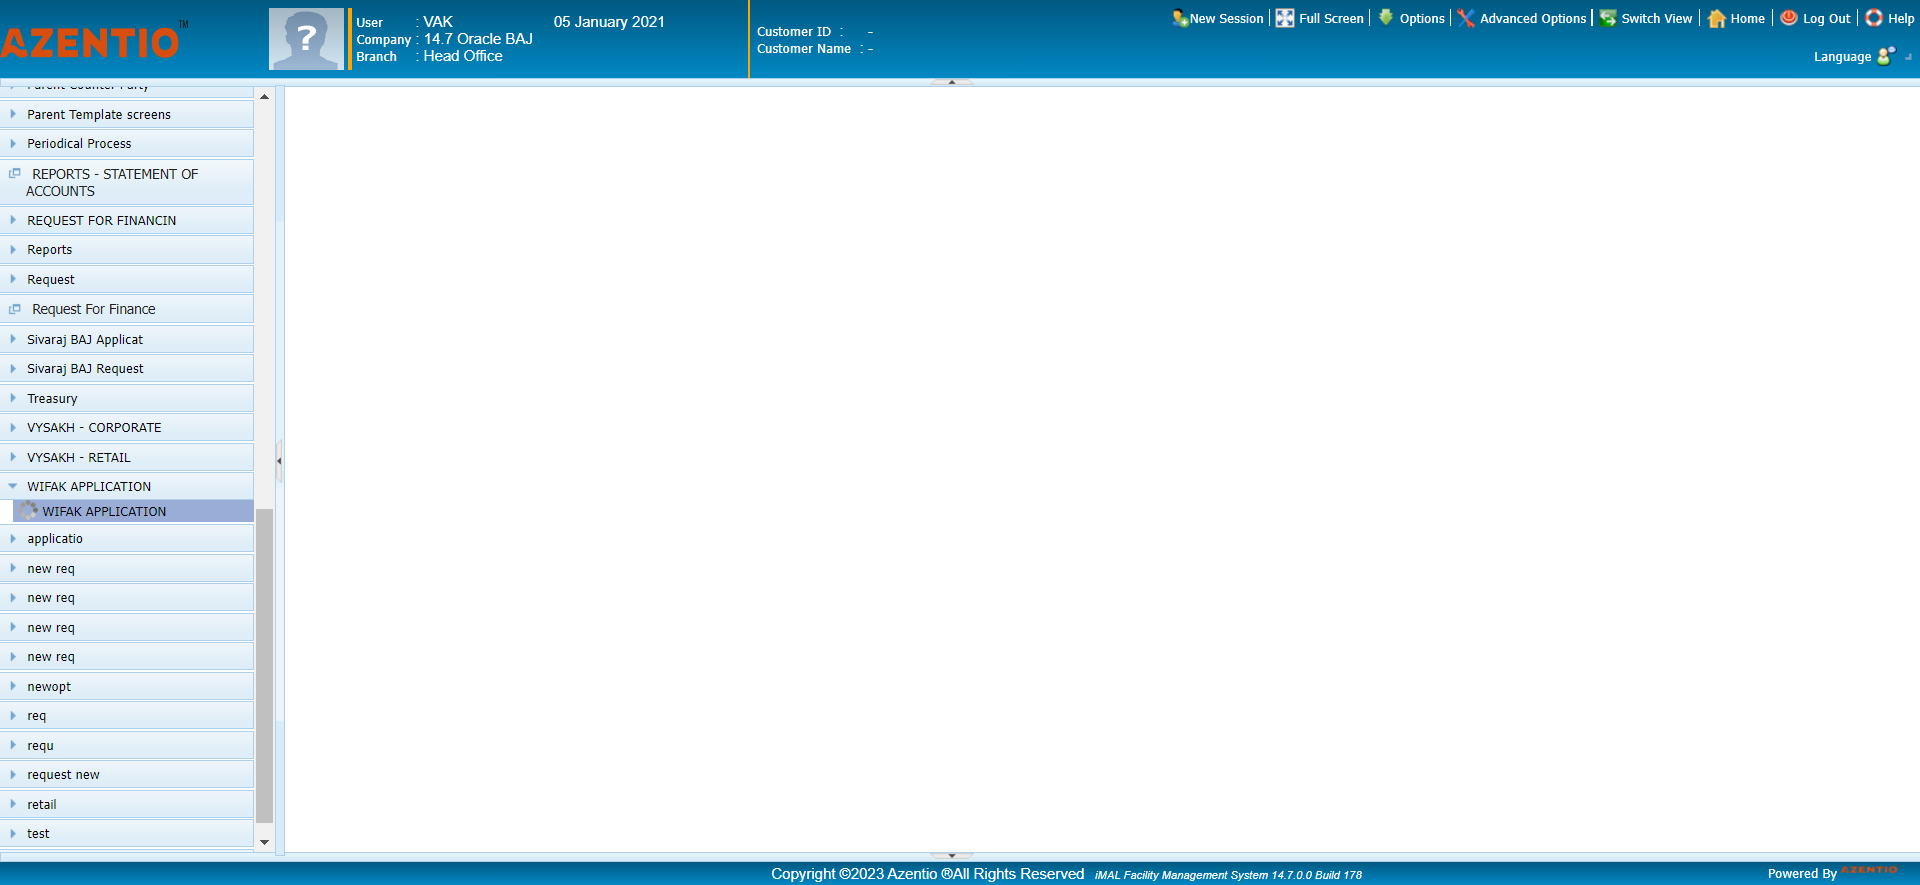 AZENTIO™
User : VAK 05 January 2021
Company : 14.7 Oracle BAJ
Branch : Head Office
Customer ID : -
Customer Name : -
New Session Full Screen Options Advanced Options Switch View Home Log Out Help
Language
Parent Counter Party
Parent Template screens
Periodical Process
REPORTS - STATEMENT OF
ACCOUNTS
REQUEST FOR FINANCIN
Reports
Request
Request For Finance
Sivaraj BAJ Applicat
Sivaraj BAJ Request
Treasury
VYSAKH - CORPORATE
VYSAKH - RETAIL
WIFAK APPLICATION
WIFAK APPLICATION
applicatio
new req
new req
new req
new req
newopt
req
requ
request new
retail
test
Copyright ©2023 Azentio ®All Rights Reserved iMAL Facility Management System 14.7.0.0 Build 178
Powered By AZENTIO